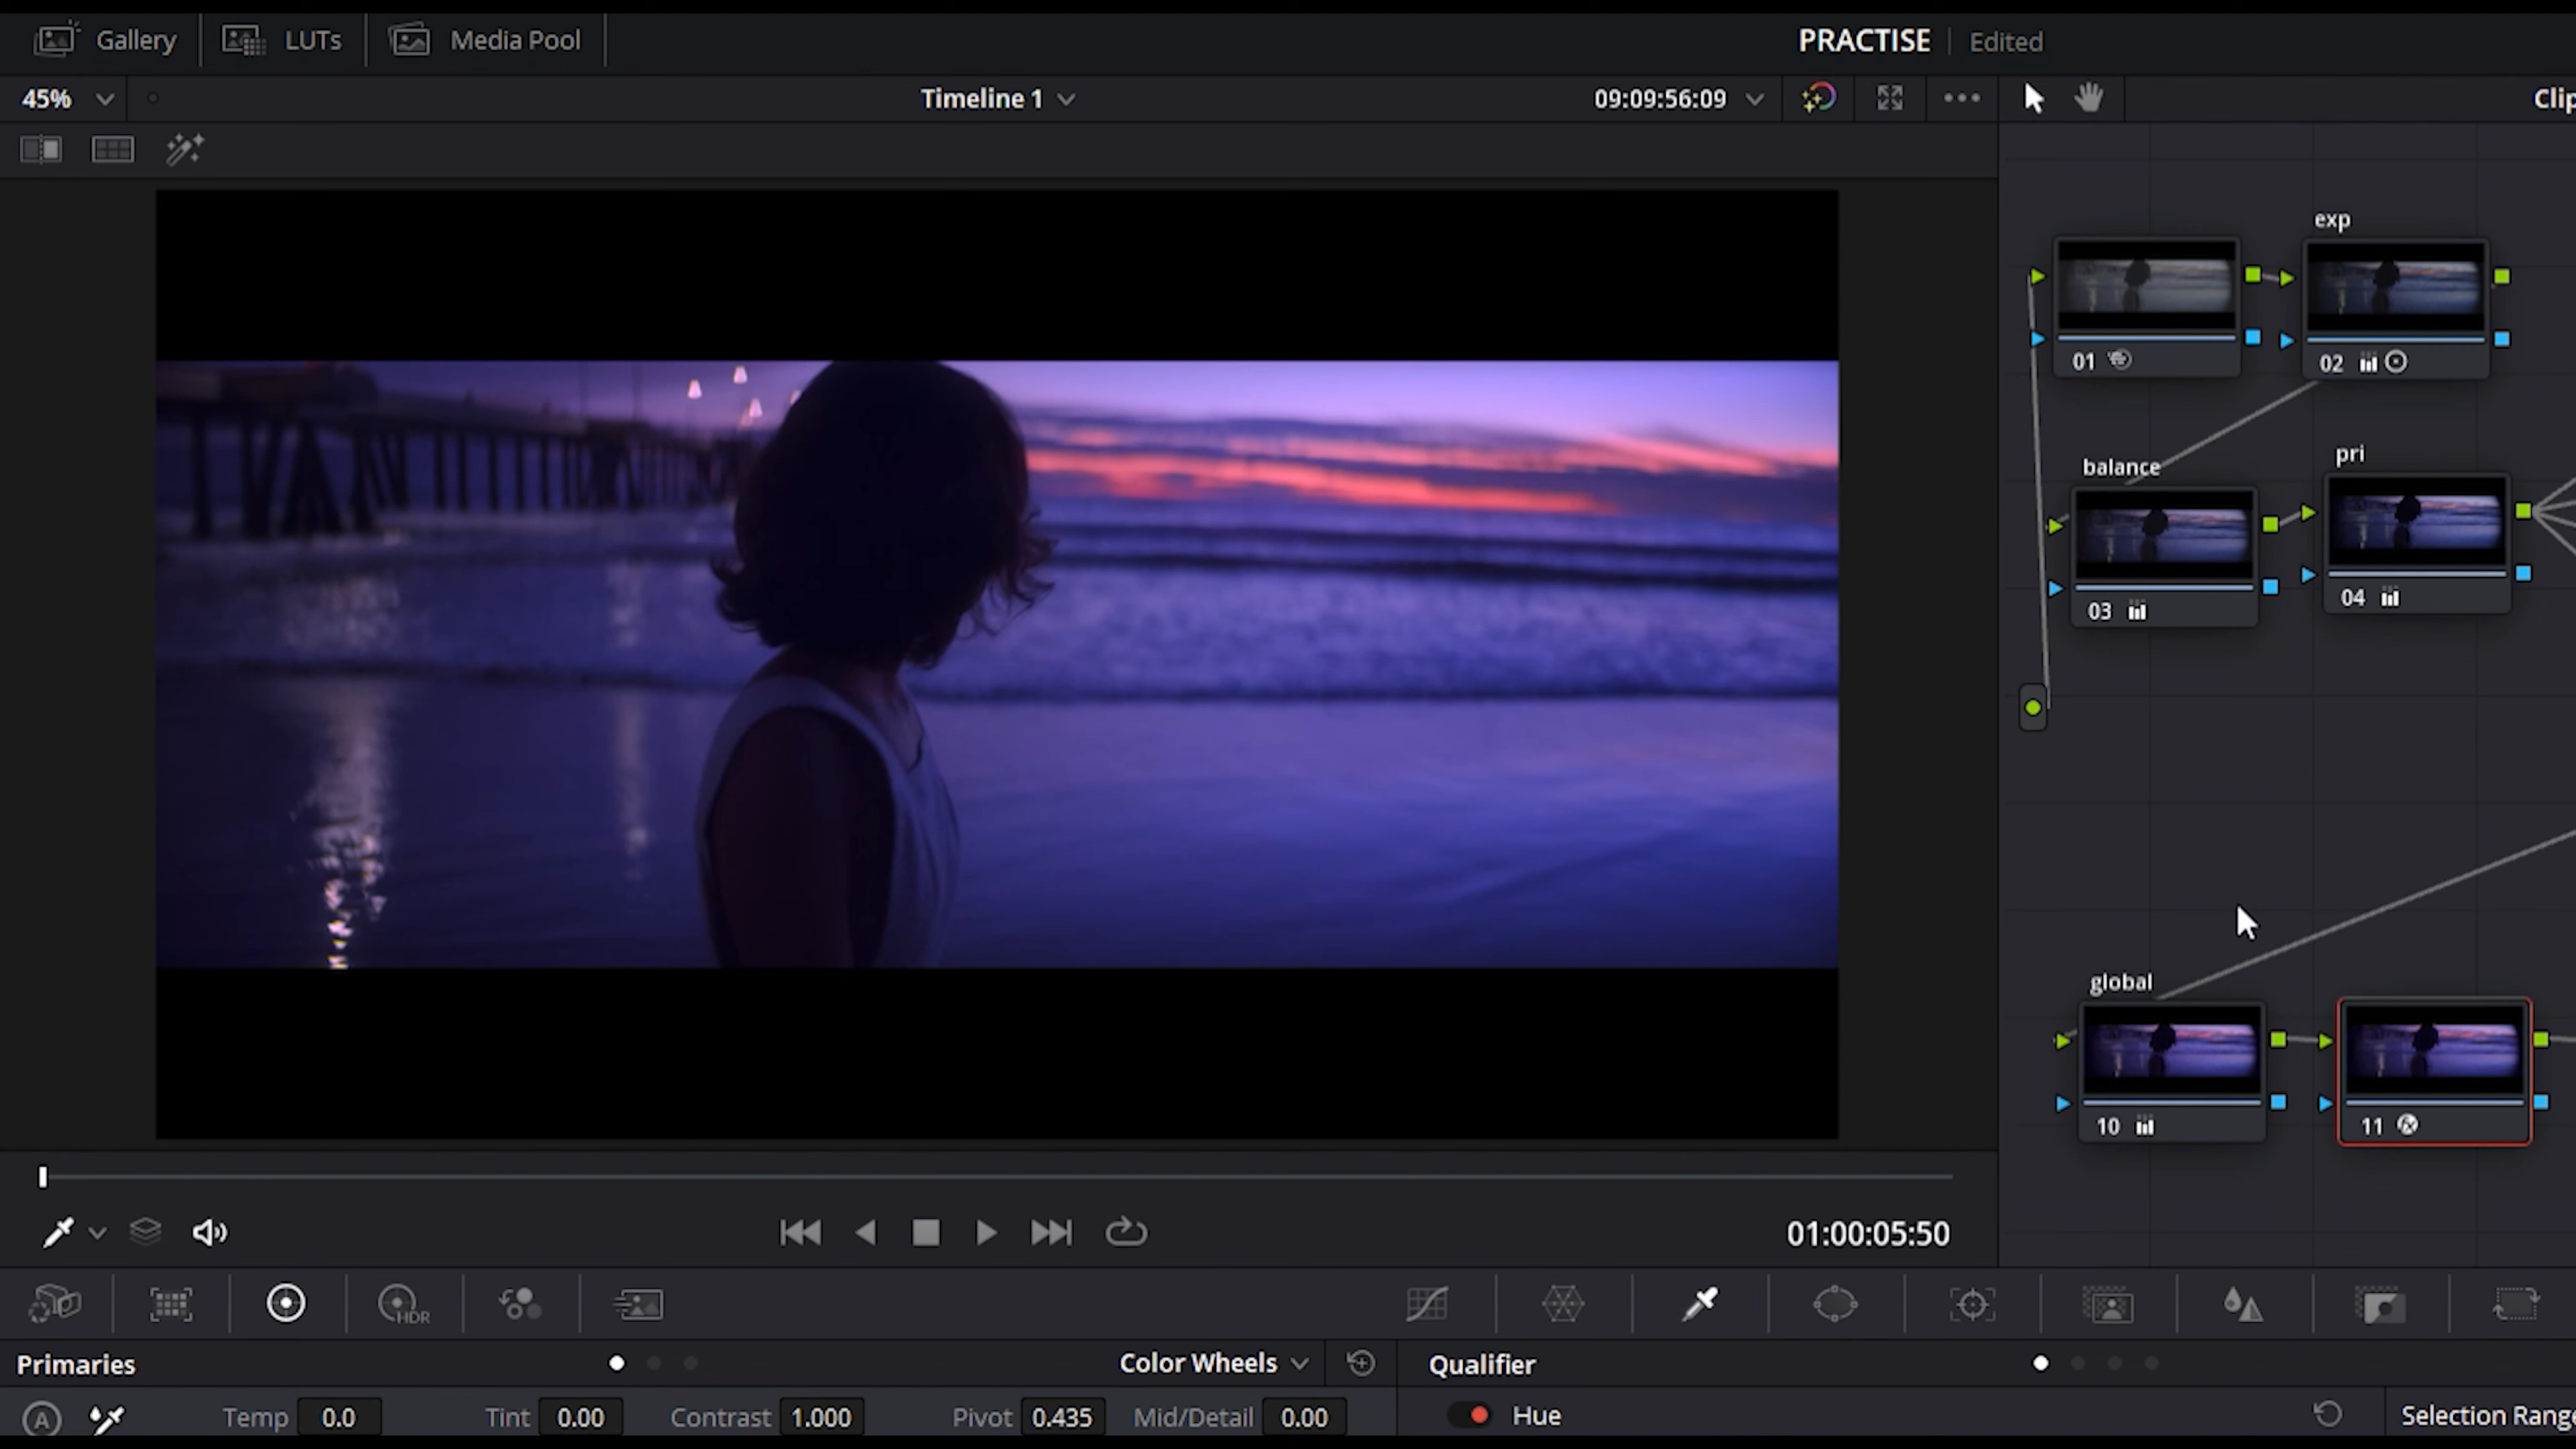 Gallery
LUTs
Media Pool
PRACTISE
Edited
45%
Timeline 1
09:09:56:09
Clip
exp
01
02
balance
pri
03
04
global
10
11
01:00:05:50
HDR
Primaries
Color Wheels
Qualifier
A
Temp 0.0
Tint 0.00
Contrast 1.000
Pivot 0.435
Mid/Detail 0.00
Hue
Selection Range